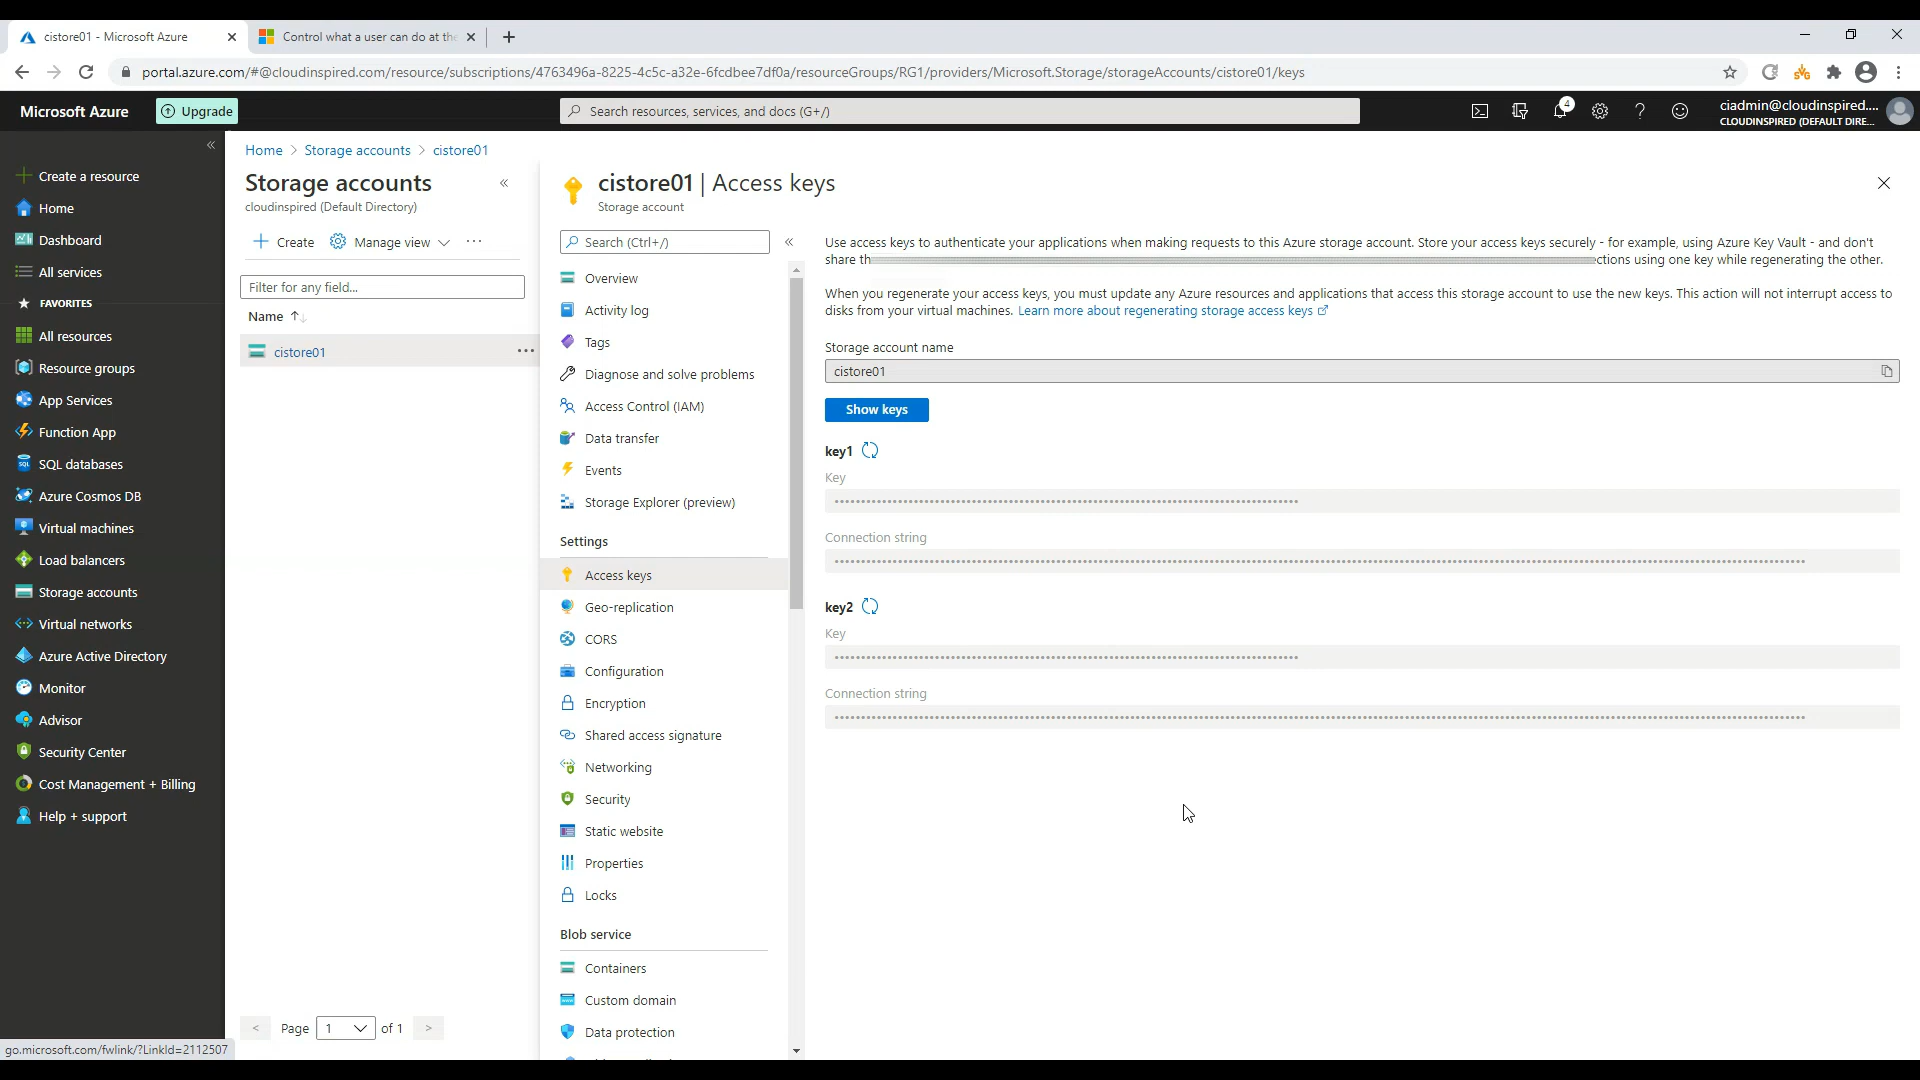 cistore01 - Microsoft Azure
Control what a user can do at the
portal.azure.com/#@cloudinspired.com/resource/subscriptions/4763496a-8225-4c5c-a32e-6fcdbee7df0a/resourceGroups/RG1/providers/Microsoft.Storage/storageAccounts/cistore01/keys
Microsoft Azure
Upgrade
Search resources, services, and docs (G+/)
4
ciadmin@cloudinspired....
CLOUDINSPIRED (DEFAULT DIRE...
Create a resource
Home
Dashboard
All services
FAVORITES
All resources
Resource groups
App Services
Function App
SQL databases
Azure Cosmos DB
Virtual machines
Load balancers
Storage accounts
Virtual networks
Azure Active Directory
Monitor
Advisor
Security Center
Cost Management + Billing
Help + support
go.microsoft.com/fwlink/?LinkId=2112507
Home > Storage accounts > cistore01
Storage accounts
cloudinspired (Default Directory)
Create
Manage view
Filter for any field...
Name
cistore01
< Page 1 of 1 >
cistore01 | Access keys
Storage account
Search (Ctrl+/)
Overview
Activity log
Tags
Diagnose and solve problems
Access Control (IAM)
Data transfer
Events
Storage Explorer (preview)
Settings
Access keys
Geo-replication
CORS
Configuration
Encryption
Shared access signature
Networking
Security
Static website
Properties
Locks
Blob service
Containers
Custom domain
Data protection
Use access keys to authenticate your applications when making requests to this Azure storage account. Store your access keys securely - for example, using Azure Key Vault - and don't
share th ctions using one key while regenerating the other.
When you regenerate your access keys, you must update any Azure resources and applications that access this storage account to use the new keys. This action will not interrupt access to
disks from your virtual machines. Learn more about regenerating storage access keys
Storage account name
cistore01
Show keys
key1
Key
Connection string
key2
Key
Connection string